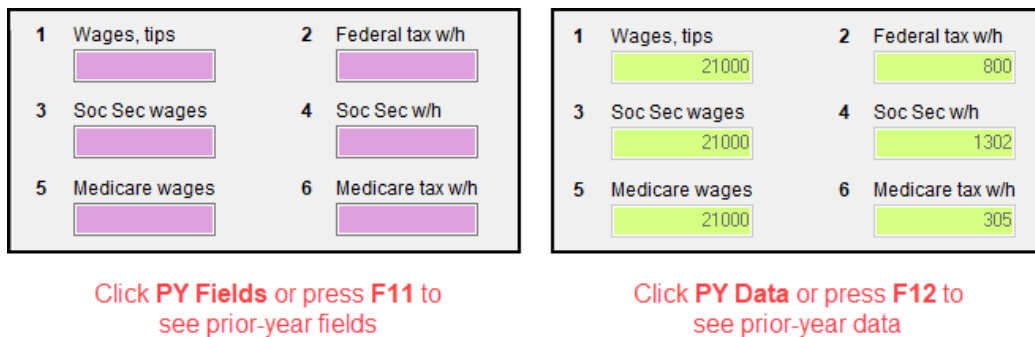 1 Wages, tips 2 Federal tax w/h
3 Soc Sec wages 4 Soc Sec w/h
5 Medicare wages 6 Medicare tax w/h
Click PY Fields or press F11 to
see prior-year fields
1 Wages, tips 2 Federal tax w/h
21000 800
3 Soc Sec wages 4 Soc Sec w/h
21000 1302
5 Medicare wages 6 Medicare tax w/h
21000 305
Click PY Data or press F12 to
see prior-year data